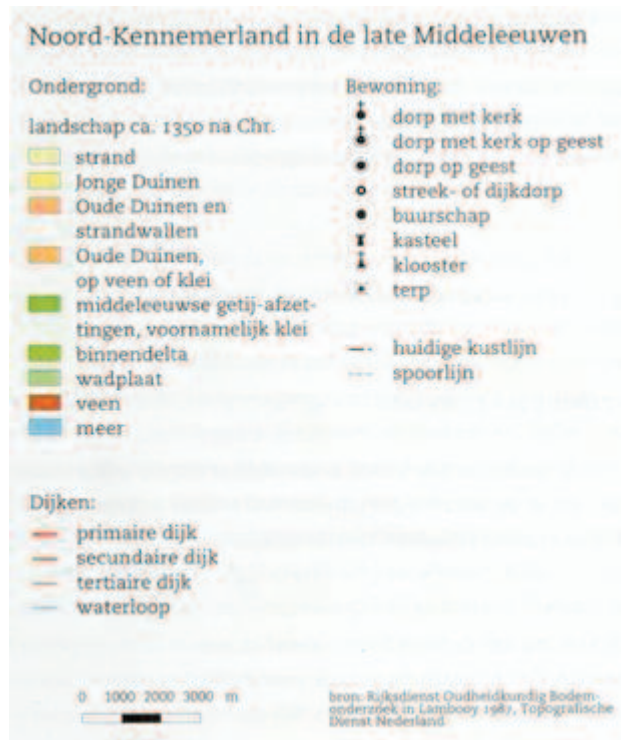 Noord-Kennemerland in de late Middeleeuwen
Ondergrond:
landschap ca. 1350 na Chr.
strand
Jonge Duinen
Oude Duinen en
strandwallen
Oude Duinen,
op veen of klei
middeleeuwse getij-afzet-
tingen, voornamelijk klei
binnendelta
wadplaat
veen
meer
Bewoning:
dorp met kerk
dorp met kerk op geest
dorp op geest
streek- of dijkdorp
buurschap
kasteel
klooster
terp
huidige kustlijn
spoorlijn
Dijken:
primaire dijk
secundaire dijk
tertiaire dijk
waterloop
0 1000 2000 3000 m
bron: Rijksdienst Oudheidkundig Bodem-
onderzoek in Lambooy 1987, Topografische
Dienst Nederland